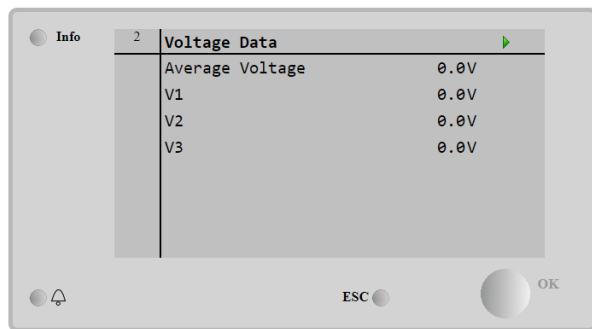 Info
2 Voltage Data
Average Voltage 0.0V
V1 0.0V
V2 0.0V
V3 0.0V
ESC
OK